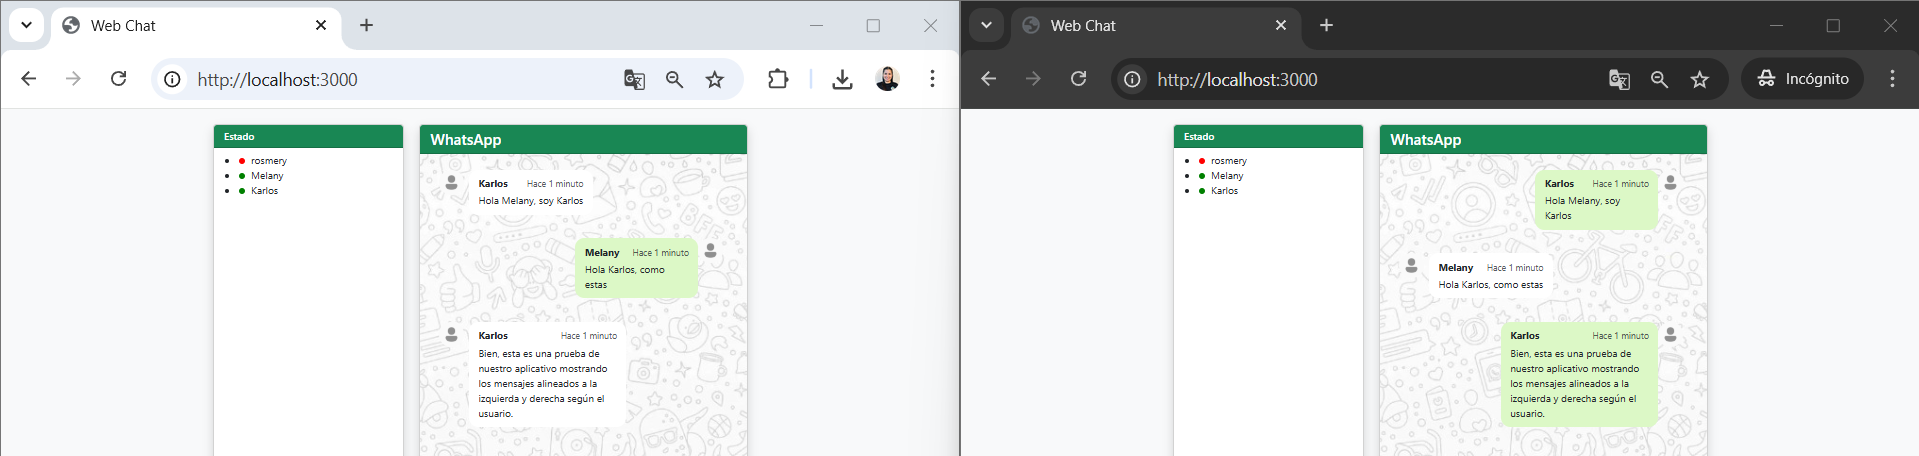 Web Chat
http://localhost:3000
Estado
rosmery
Melany
Karlos
WhatsApp
Karlos Hace 1 minuto
Hola Melany, soy Karlos
Melany Hace 1 minuto
Hola Karlos, como
estas
Karlos Hace 1 minuto
Bien, esta es una prueba de
nuestro aplicativo mostrando
los mensajes alineados a la
izquierda y derecha según el
usuario.
Web Chat
http://localhost:3000
Incógnito
Estado
rosmery
Melany
Karlos
WhatsApp
Karlos Hace 1 minuto
Hola Melany, soy
Karlos
Melany Hace 1 minuto
Hola Karlos, como estas
Karlos Hace 1 minuto
Bien, esta es una prueba de
nuestro aplicativo mostrando
los mensajes alineados a la
izquierda y derecha según el
usuario.